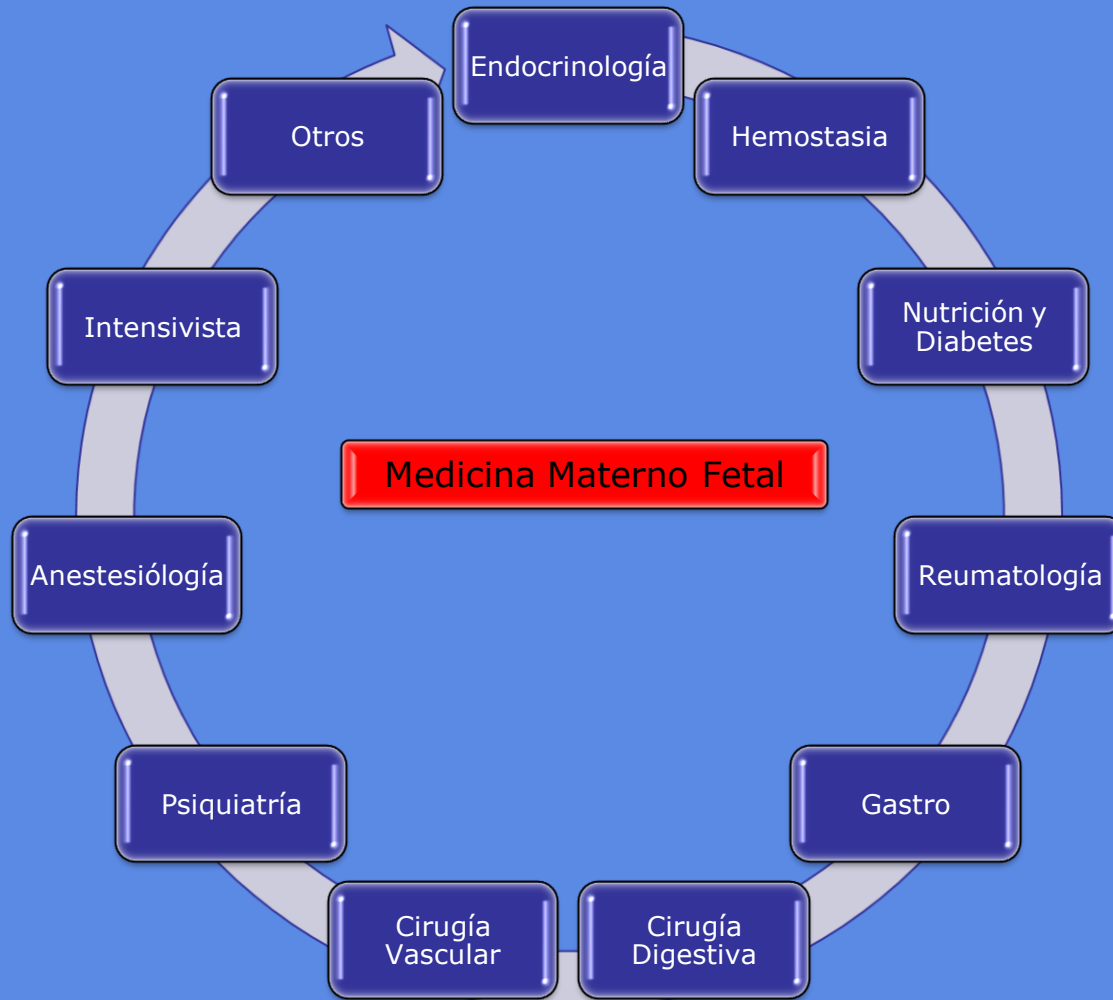 Endocrinología
Hemostasia
Nutrición y
Diabetes
Reumatología
Gastro
Cirugía
Digestiva
Cirugía
Vascular
Psiquiatría
Anestesiólogía
Intensivista
Otros
Medicina Materno Fetal